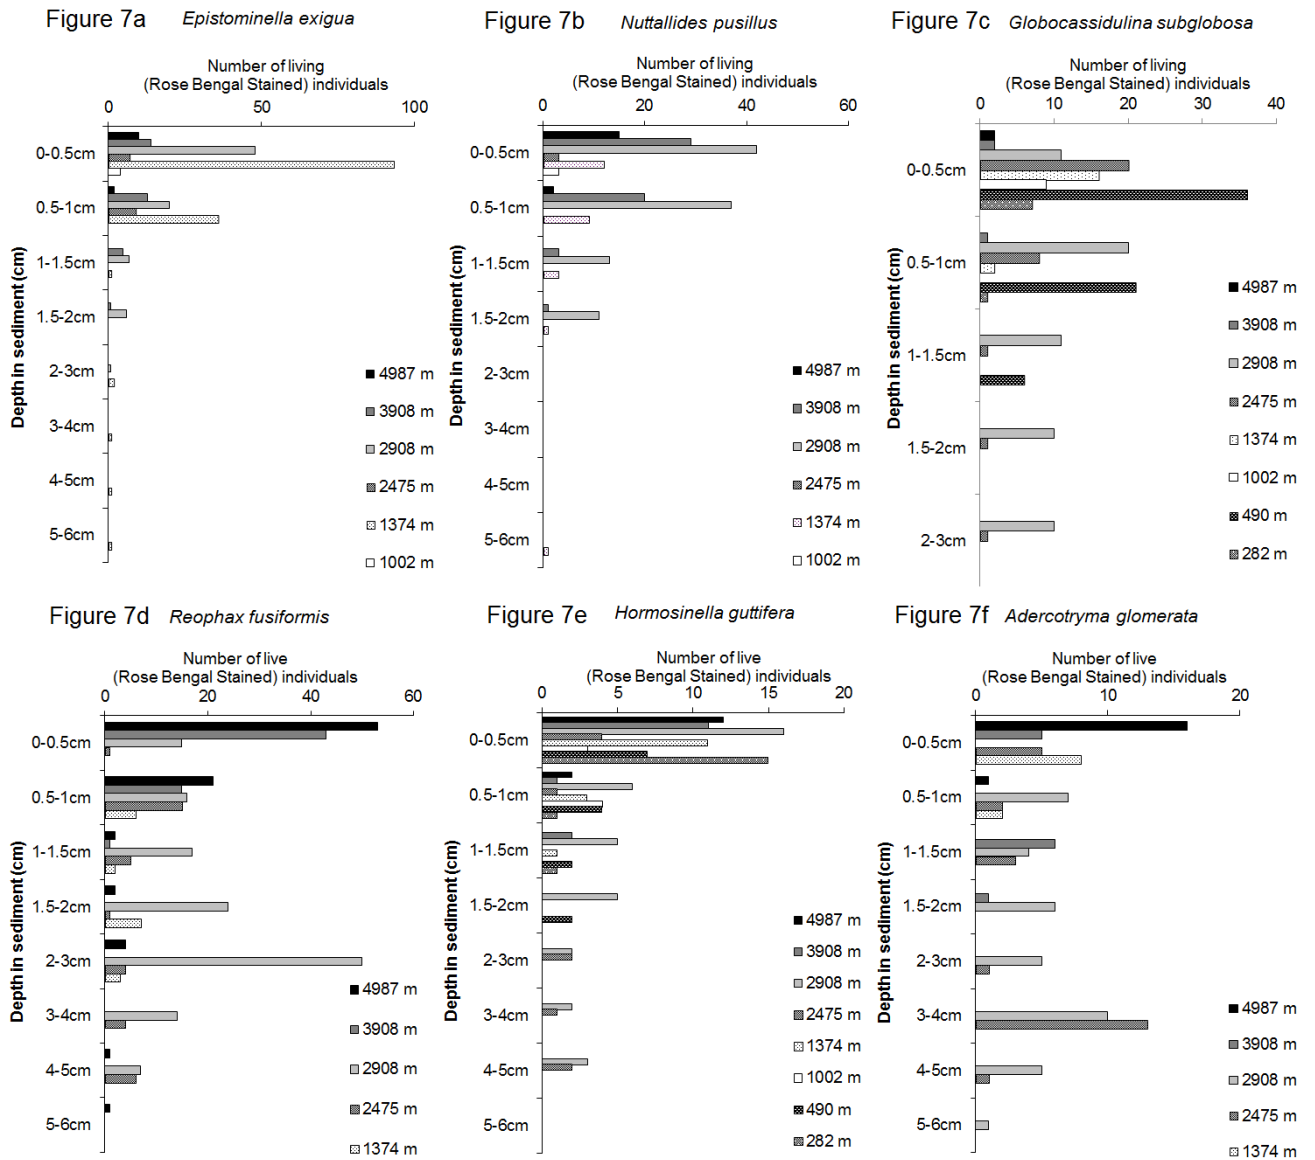 Figure 7a Epistominella exigua
Number of living
(Rose Bengal Stained) individuals
0 50 100
Depth in sediment (cm)
0-0.5cm
0.5-1cm
1-1.5cm
1.5-2cm
2-3cm
3-4cm
4-5cm
5-6cm
4987 m
3908 m
2908 m
2475 m
1374 m
1002 m
Figure 7b Nuttallides pusillus
Number of living
(Rose Bengal Stained) individuals
0 20 40 60
Depth in sediment (cm)
0-0.5cm
0.5-1cm
1-1.5cm
1.5-2cm
2-3cm
3-4cm
4-5cm
5-6cm
4987 m
3908 m
2908 m
2475 m
1374 m
1002 m
Figure 7c Globocassidulina subglobosa
Number of living
(Rose Bengal Stained) individuals
0 10 20 30 40
Depth in sediment (cm)
0-0.5cm
0.5-1cm
1-1.5cm
1.5-2cm
2-3cm
4987 m
3908 m
2908 m
2475 m
1374 m
1002 m
490 m
282 m
Figure 7d Reophax fusiformis
Number of live
(Rose Bengal Stained) individuals
0 20 40 60
Depth in sediment (cm)
0-0.5cm
0.5-1cm
1-1.5cm
1.5-2cm
2-3cm
3-4cm
4-5cm
5-6cm
4987 m
3908 m
2908 m
2475 m
1374 m
Figure 7e Hormosinella guttifera
Number of live
(Rose Bengal Stained) individuals
0 5 10 15 20
Depth in sediment (cm)
0-0.5cm
0.5-1cm
1-1.5cm
1.5-2cm
2-3cm
3-4cm
4-5cm
5-6cm
4987 m
3908 m
2908 m
2475 m
1374 m
1002 m
490 m
282 m
Figure 7f Adercotryma glomerata
Number of live
(Rose Bengal Stained) individuals
0 10 20
Depth in sediment (cm)
0-0.5cm
0.5-1cm
1-1.5cm
1.5-2cm
2-3cm
3-4cm
4-5cm
5-6cm
4987 m
3908 m
2908 m
2475 m
1374 m